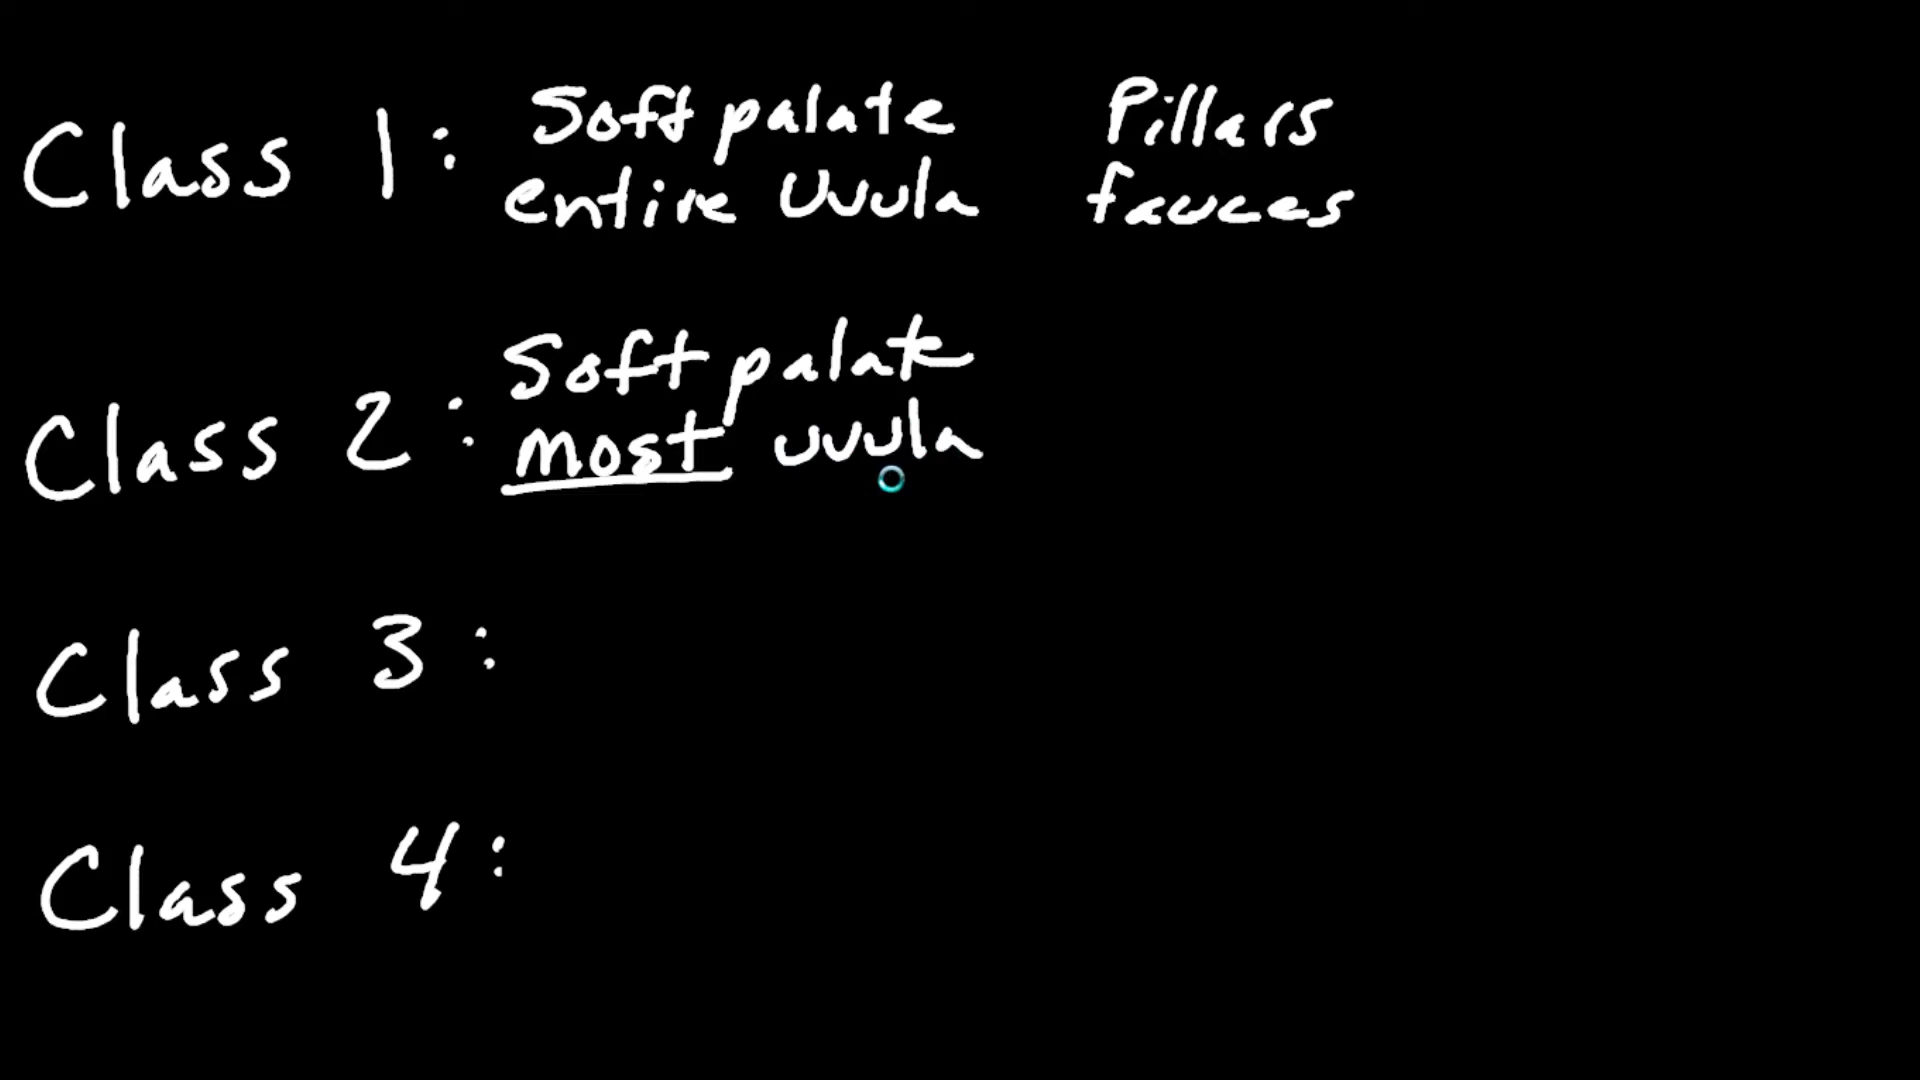 Class 1: Soft palate Pillars
entire Uvula fauces
Class 2: Soft palate
most uvula
Class 3:
Class 4: